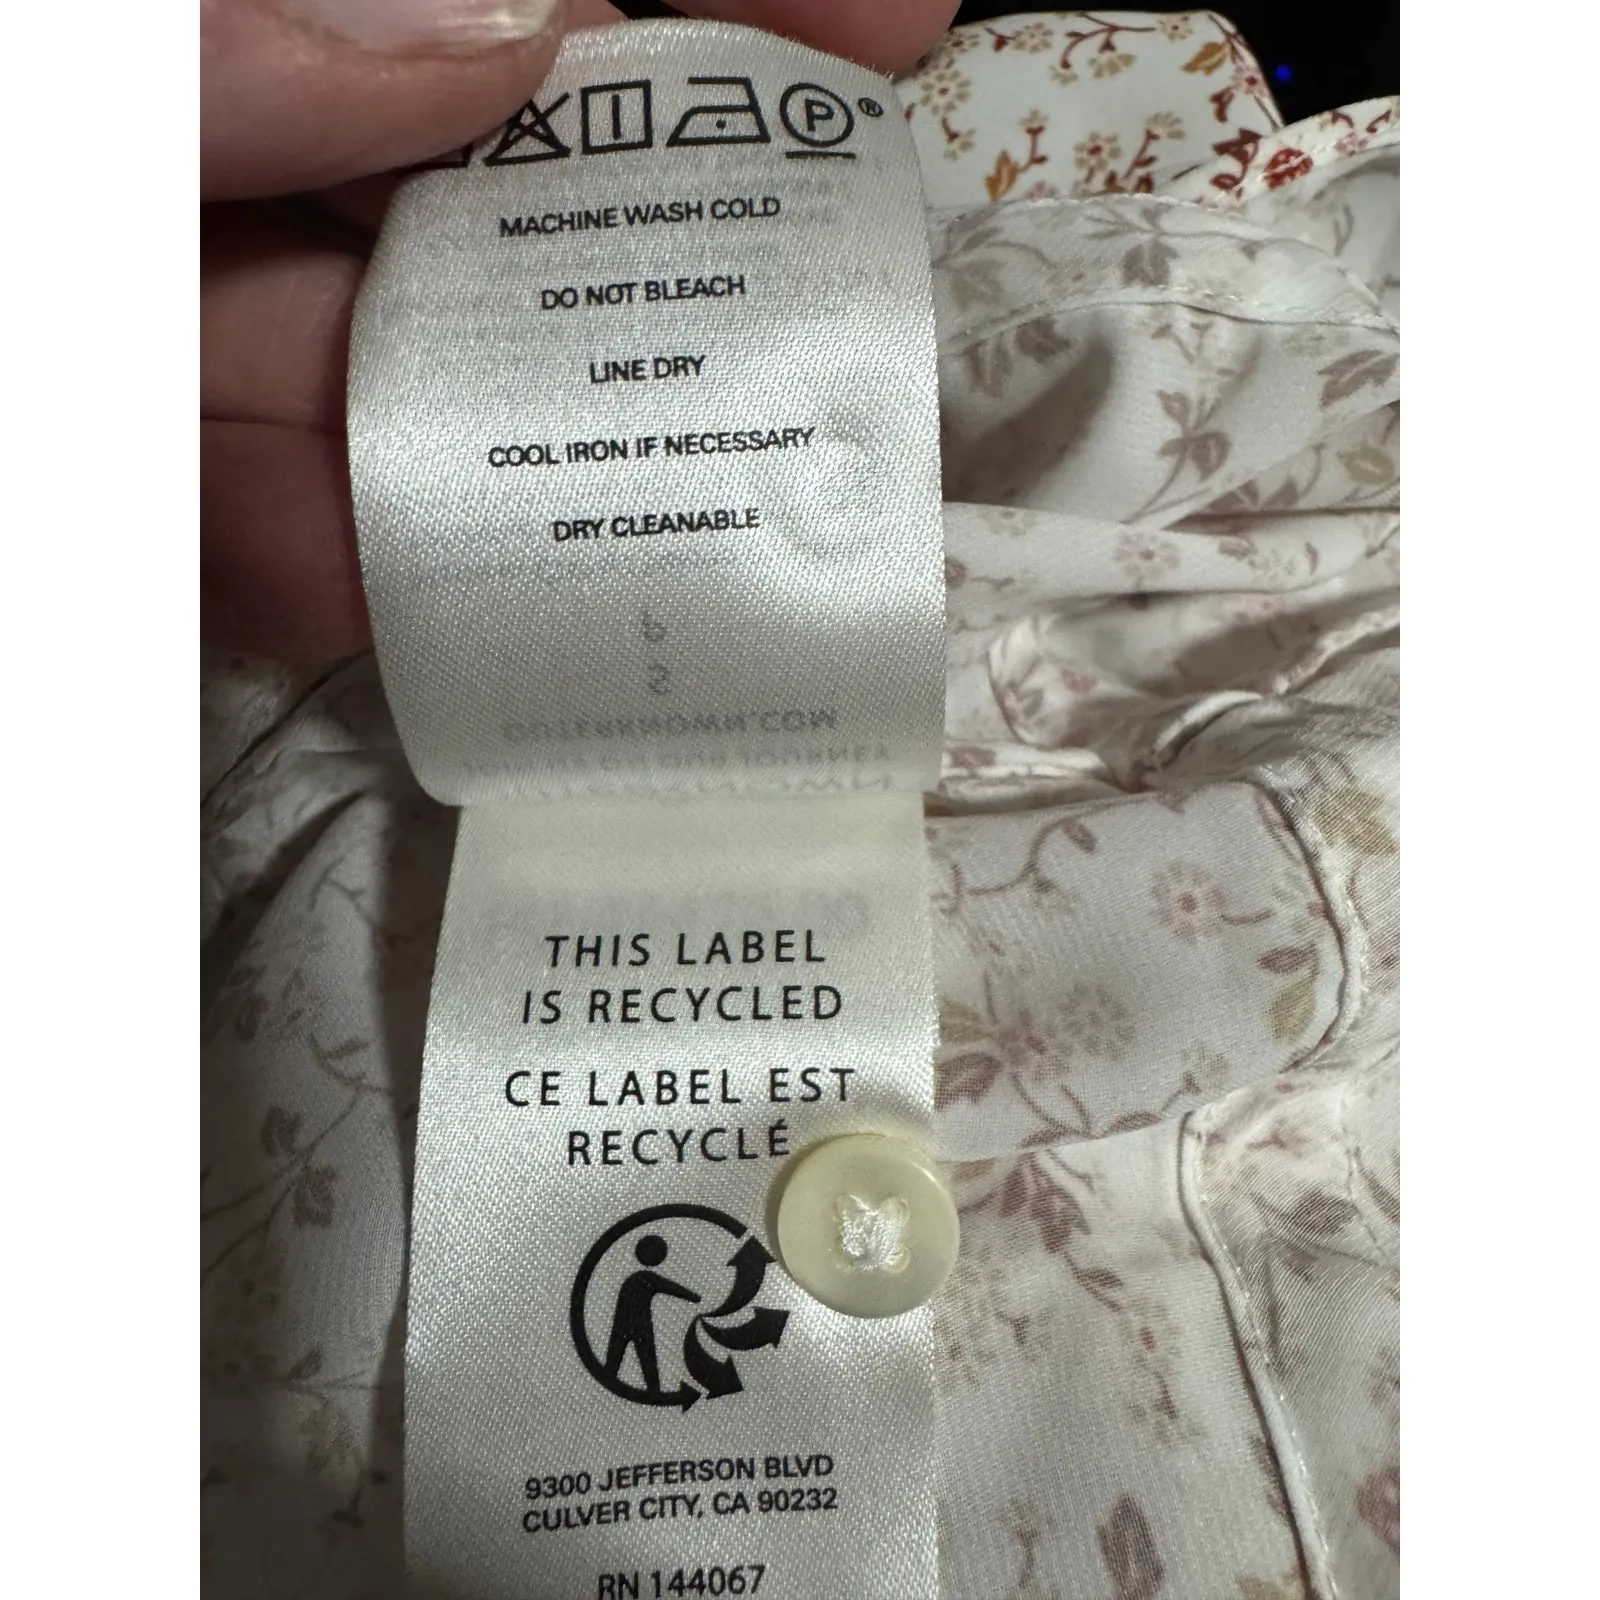 P ®
MACHINE WASH COLD
DO NOT BLEACH
LINE DRY
COOL IRON IF NECESSARY
DRY CLEANABLE
THIS LABEL
IS RECYCLED
CE LABEL EST
RECYCLÉ
9300 JEFFERSON BLVD
CULVER CITY, CA 90232
RN 144067